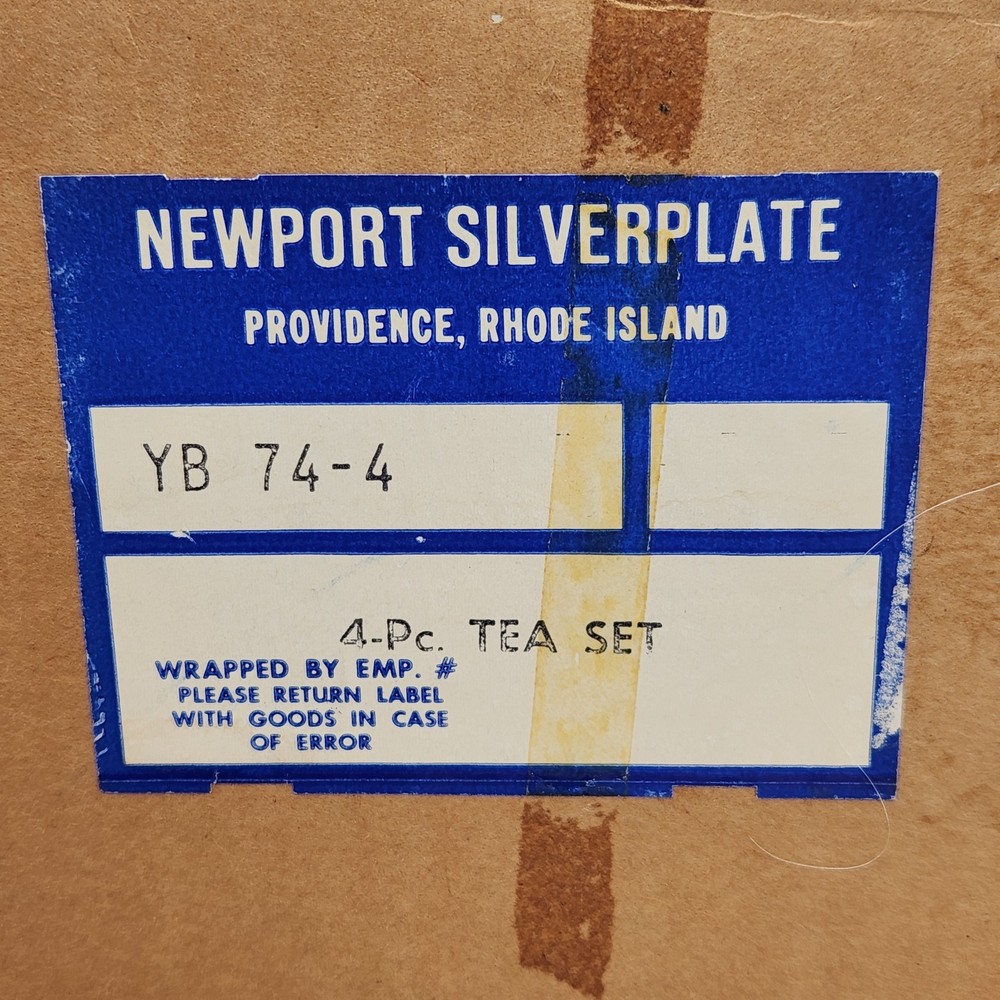 NEWPORT SILVERPLATE
PROVIDENCE, RHODE ISLAND
YB 74-4
4-Pc. TEA SET
WRAPPED BY EMP. #
PLEASE RETURN LABEL
WITH GOODS IN CASE
OF ERROR